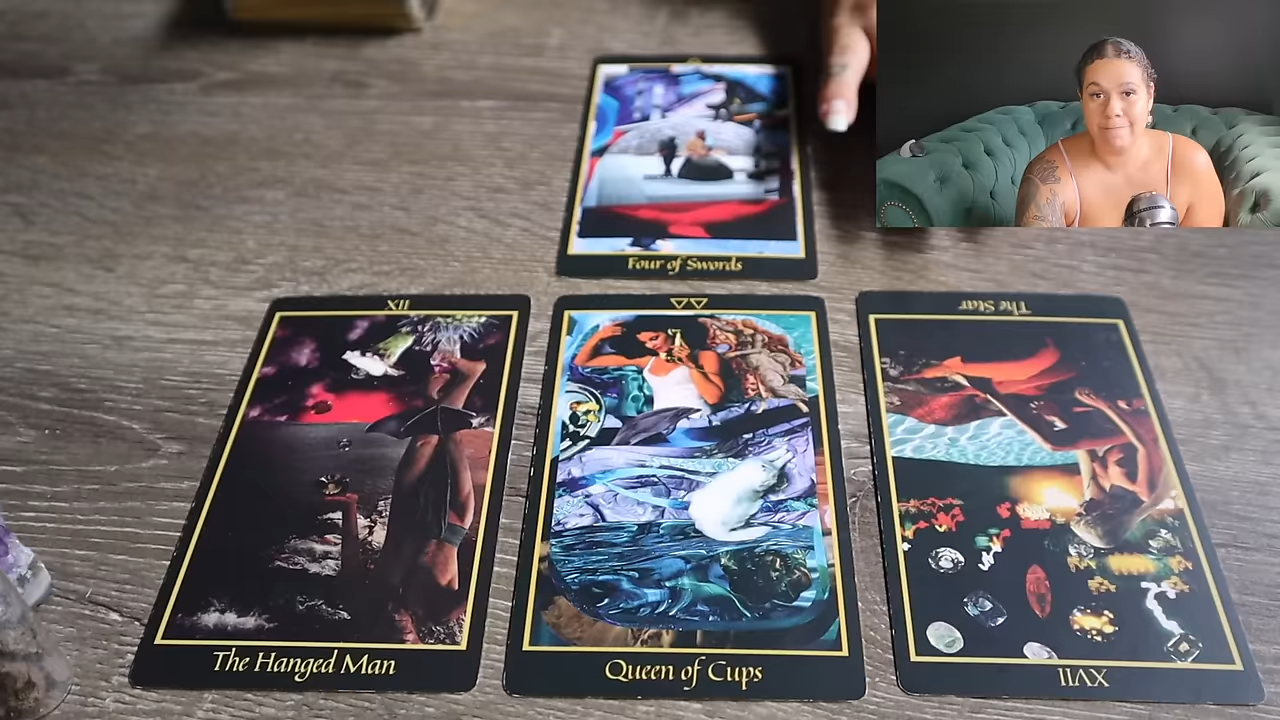 Four of Swords
XII
The Star
The Hanged Man
Queen of Cups
XVII